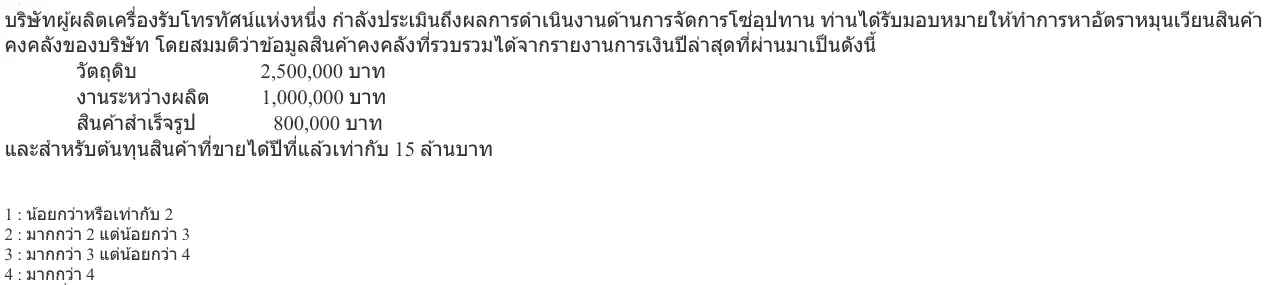 บริษัทผู้ผลิตเครื่องรับโทรทัศน์แห่งหนึ่ง กำลังประเมินถึงผลการดำเนินงานด้านการจัดการโซ่อุปทาน ท่านได้รับมอบหมายให้ทำการหาอัตราหมุนเวียนสินค้า
คงคลังของบริษัท โดยสมมติว่าข้อมูลสินค้าคงคลังที่รวบรวมได้จากรายงานการเงินปีล่าสุดที่ผ่านมาเป็นดังนี้
วัตถุดิบ 2,500,000 บาท
งานระหว่างผลิต 1,000,000 บาท
สินค้าสำเร็จรูป 800,000 บาท
และสำหรับต้นทุนสินค้าที่ขายได้ปีที่แล้วเท่ากับ 15 ล้านบาท
1 : น้อยกว่าหรือเท่ากับ 2
2 : มากกว่า 2 แต่น้อยกว่า 3
3 : มากกว่า 3 แต่น้อยกว่า 4
4 : มากกว่า 4